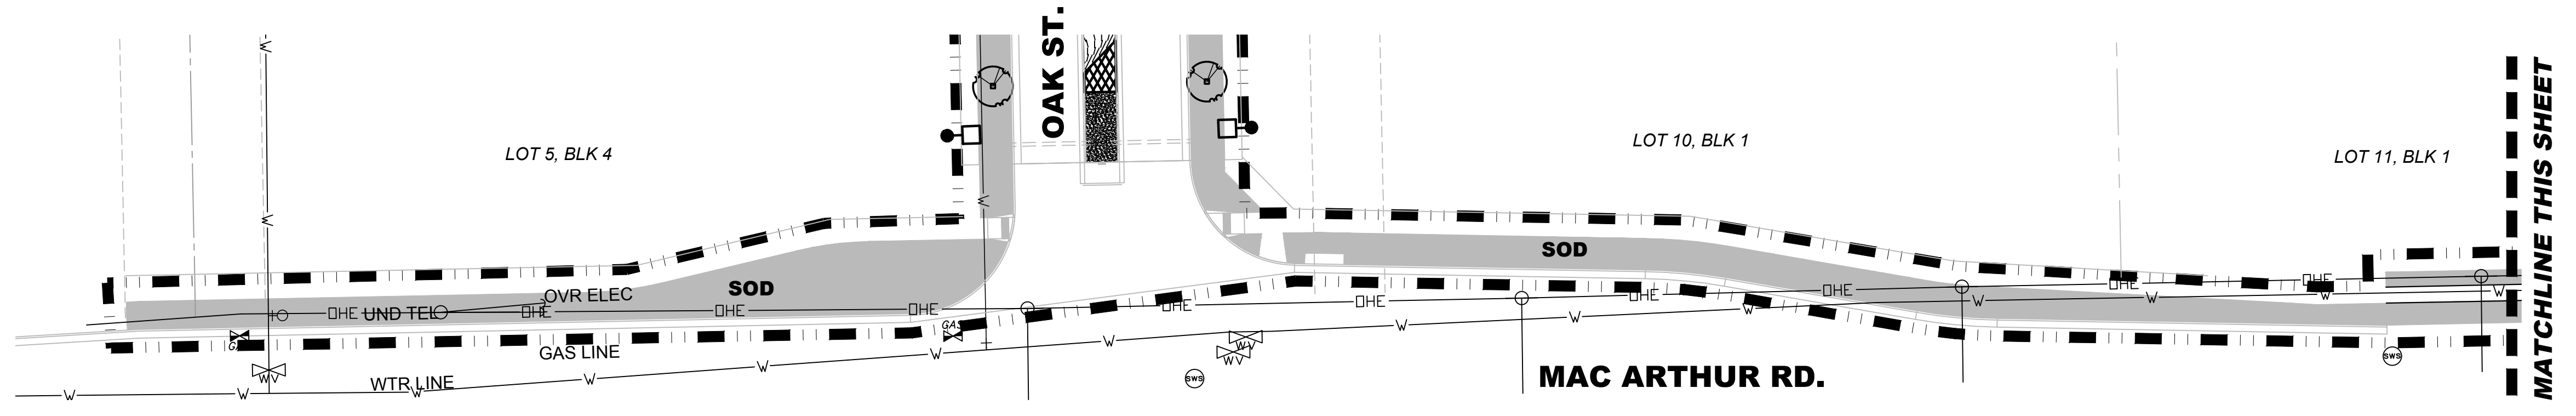 OAK ST.
MATCHLINE THIS SHEET
LOT 5, BLK 4
LOT 10, BLK 1
LOT 11, BLK 1
SOD
SOD
OVR ELEC
OHE UND TEL OHE OHE OHE OHE OHE OHE OHE OHE OHE
GAS
GAS LINE
WTR LINE
W W W W W W W W W W W W W W W
W W W
WV
WV
WV
SWS
SWS
MAC ARTHUR RD.